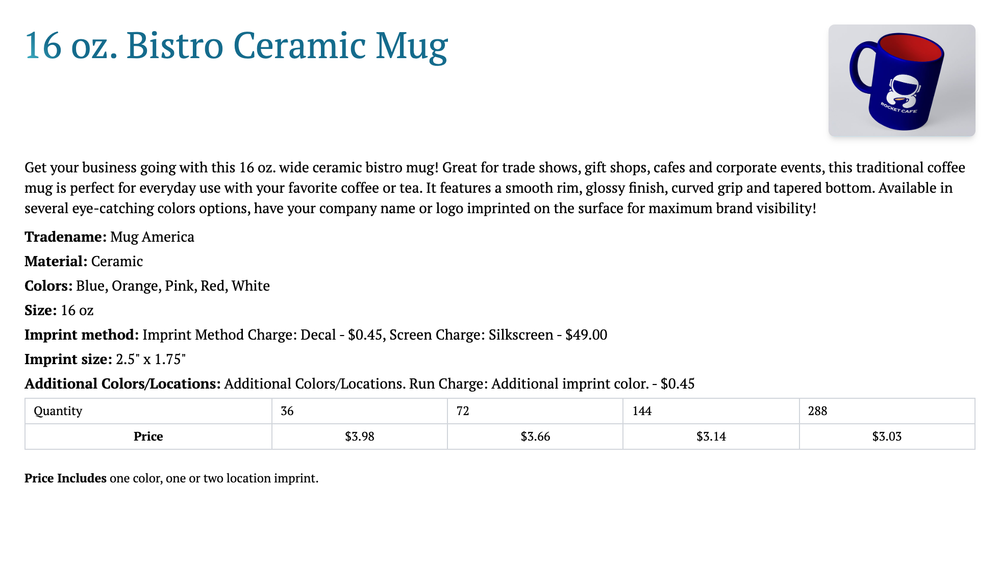 16 oz. Bistro Ceramic Mug
ROCKET CAFE
Get your business going with this 16 oz. wide ceramic bistro mug! Great for trade shows, gift shops, cafes and corporate events, this traditional coffee
mug is perfect for everyday use with your favorite coffee or tea. It features a smooth rim, glossy finish, curved grip and tapered bottom. Available in
several eye-catching colors options, have your company name or logo imprinted on the surface for maximum brand visibility!
Tradename: Mug America
Material: Ceramic
Colors: Blue, Orange, Pink, Red, White
Size: 16 oz
Imprint method: Imprint Method Charge: Decal - $0.45, Screen Charge: Silkscreen - $49.00
Imprint size: 2.5" x 1.75"
Additional Colors/Locations: Additional Colors/Locations. Run Charge: Additional imprint color. - $0.45
Quantity 36 72 144 288
Price $3.98 $3.66 $3.14 $3.03
Price Includes one color, one or two location imprint.